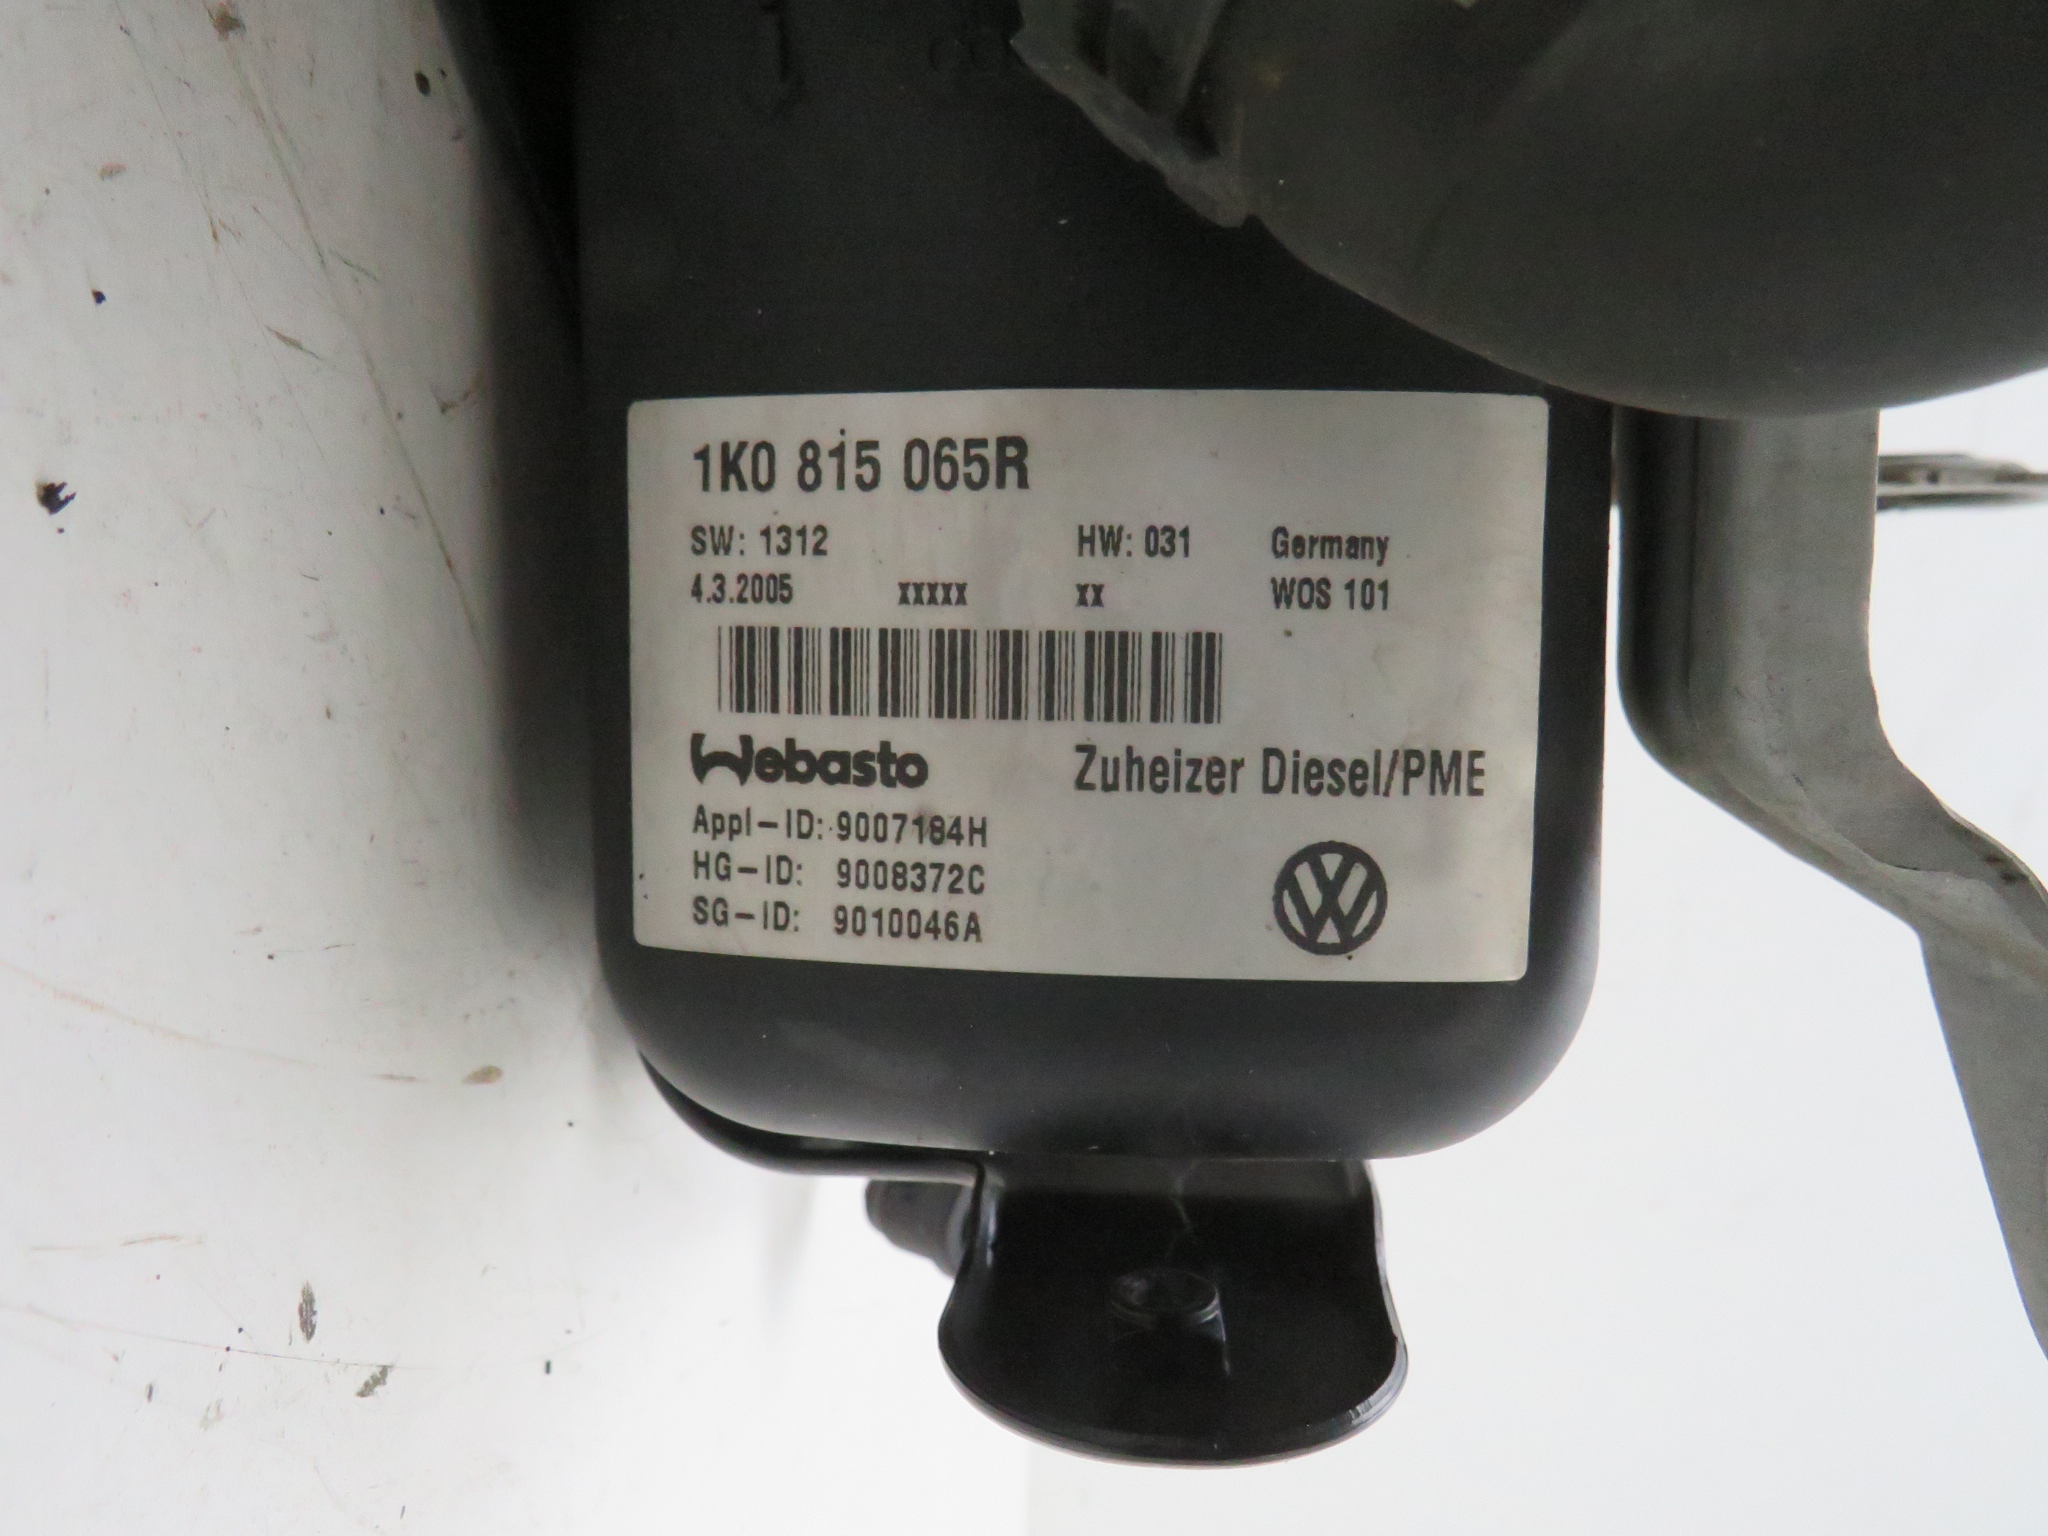 1K0 815 065R
SW: 1312 HW: 031 Germany
4.3.2005 xxxxx xx WOS 101
Webasto Zuheizer Diesel/PME
Appl-ID: 9007184H
HG-ID: 9008372C
SG-ID: 9010046A
VW